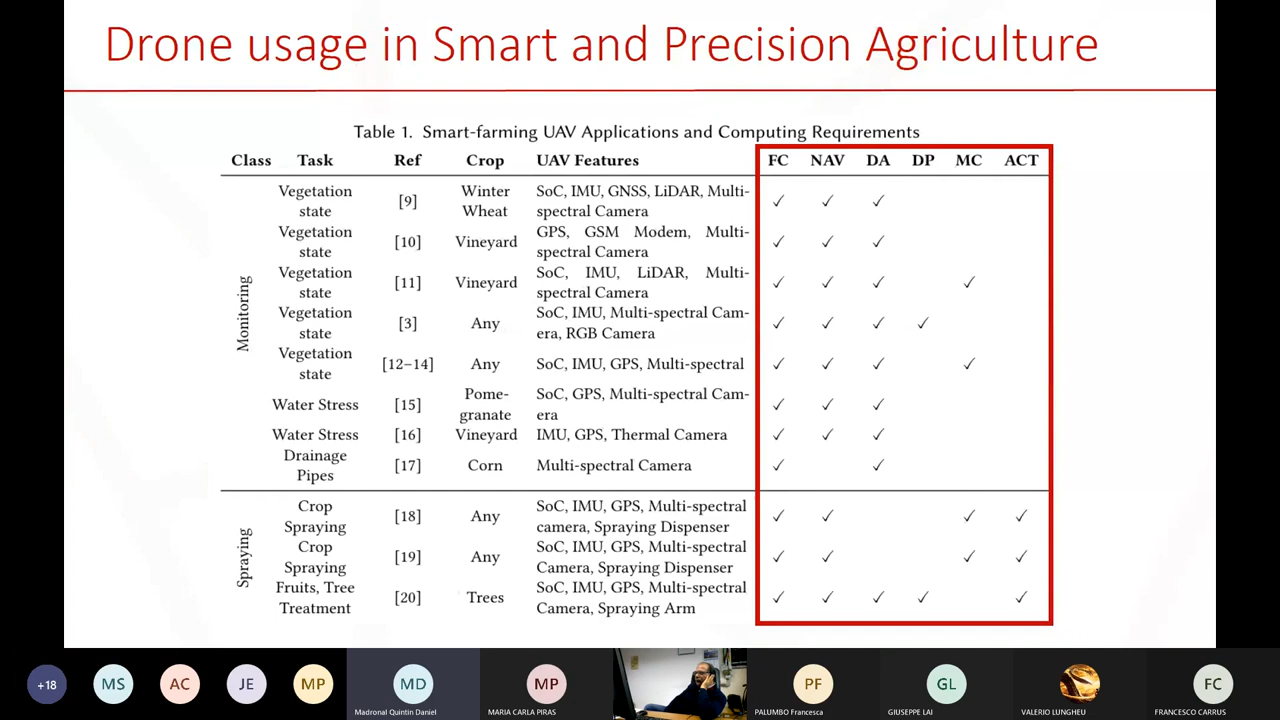 Drone usage in Smart and Precision Agriculture
Table 1. Smart-farming UAV Applications and Computing Requirements
Class Task Ref Crop UAV Features FC NAV DA DP MC ACT
Monitoring
Vegetation state [9] Winter Wheat SoC, IMU, GNSS, LiDAR, Multi-spectral Camera ✓ ✓ ✓
Vegetation state [10] Vineyard GPS, GSM Modem, Multi-spectral Camera ✓ ✓ ✓
Vegetation state [11] Vineyard SoC, IMU, LiDAR, Multi-spectral Camera ✓ ✓ ✓ ✓
Vegetation state [3] Any SoC, IMU, Multi-spectral Camera, RGB Camera ✓ ✓ ✓ ✓
Vegetation state [12–14] Any SoC, IMU, GPS, Multi-spectral ✓ ✓ ✓ ✓
Water Stress [15] Pome-granate SoC, GPS, Multi-spectral Camera ✓ ✓ ✓
Water Stress [16] Vineyard IMU, GPS, Thermal Camera ✓ ✓ ✓
Drainage Pipes [17] Corn Multi-spectral Camera ✓ ✓
Spraying
Crop Spraying [18] Any SoC, IMU, GPS, Multi-spectral camera, Spraying Dispenser ✓ ✓ ✓ ✓
Crop Spraying [19] Any SoC, IMU, GPS, Multi-spectral Camera, Spraying Dispenser ✓ ✓ ✓ ✓
Fruits, Tree Treatment [20] Trees SoC, IMU, GPS, Multi-spectral Camera, Spraying Arm ✓ ✓ ✓ ✓ ✓
+18 MS AC JE MP MD MP PF GL FC
Madronal Quintin Daniel MARIA CARLA PIRAS PALUMBO Francesca GIUSEPPE LAI VALERIO LUNGHEU FRANCESCO CARRUS